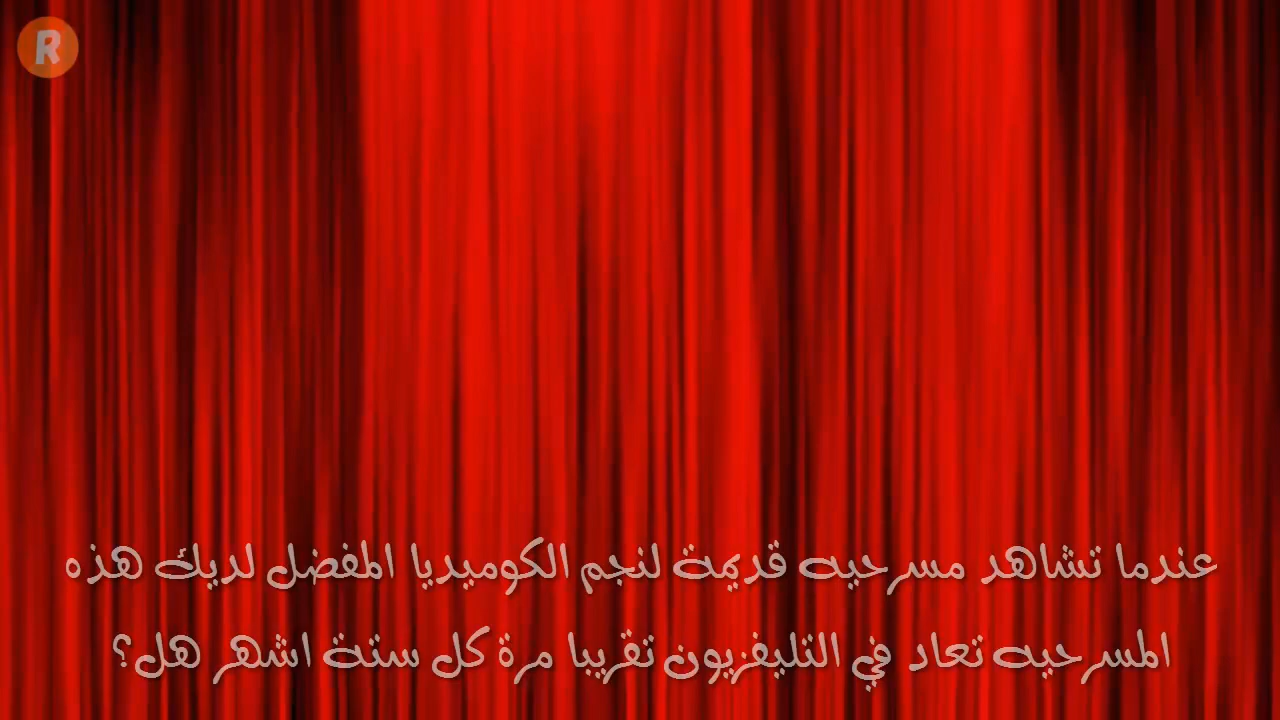 R
عندما تشاهد مسرحيه قديمة لنجم الكوميديا المفضل لديك هذه
المسرحيه تعاد في التليفزيون تقريبا مرة كل ستة اشهر هل؟